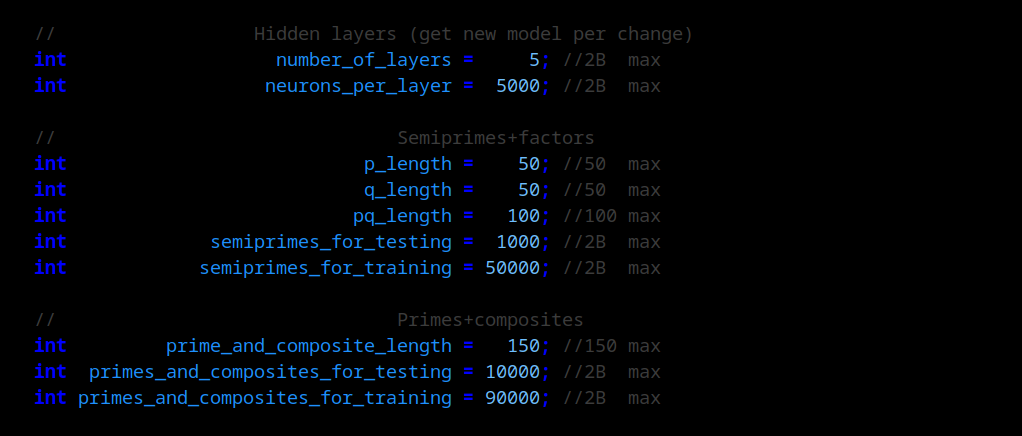 //                  Hidden layers (get new model per change)
int                   number_of_layers =     5; //2B  max
int                  neurons_per_layer =  5000; //2B  max
//                               Semiprimes+factors
int                           p_length =    50; //50  max
int                           q_length =    50; //50  max
int                          pq_length =   100; //100 max
int             semiprimes_for_testing =  1000; //2B  max
int            semiprimes_for_training = 50000; //2B  max
//                               Primes+composites
int         prime_and_composite_length =   150; //150 max
int  primes_and_composites_for_testing = 10000; //2B  max
int primes_and_composites_for_training = 90000; //2B  max